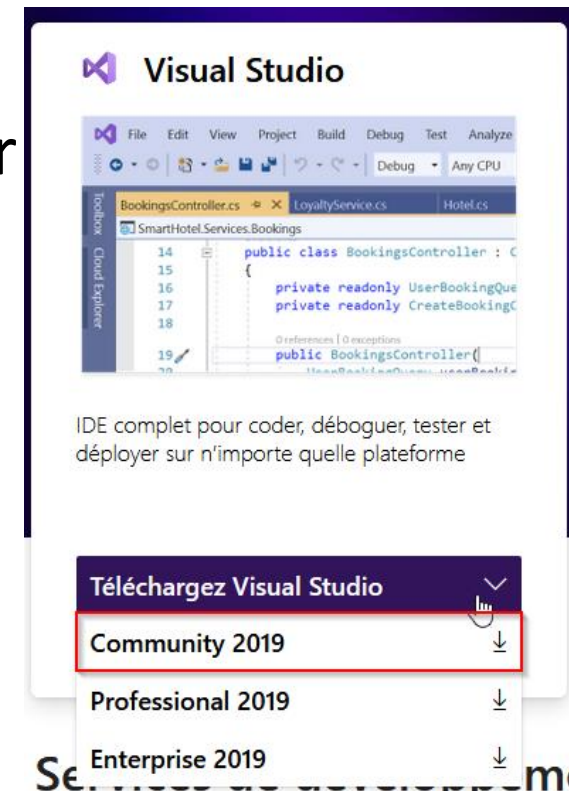 Visual Studio
r
File Edit View Project Build Debug Test Analyze
Debug Any CPU
Toolbox
Cloud Explorer
BookingsController.cs LoyaltyService.cs Hotel.cs
SmartHotel.Services.Bookings
14 public class BookingsController : C
15 {
16 private readonly UserBookingQue
17 private readonly CreateBookingC
18
0 references | 0 exceptions
19 public BookingsController(
IDE complet pour coder, déboguer, tester et
déployer sur n'importe quelle plateforme
Téléchargez Visual Studio
Community 2019
Professional 2019
Enterprise 2019